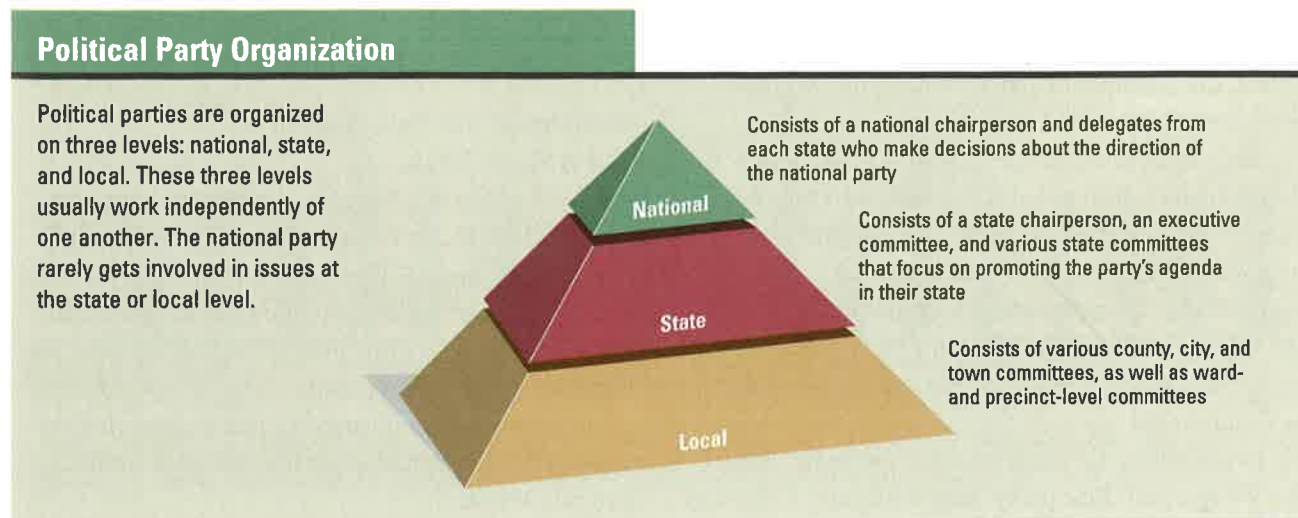 Political Party Organization
Political parties are organized
on three levels: national, state,
and local. These three levels
usually work independently of
one another. The national party
rarely gets involved in issues at
the state or local level.
National
Consists of a national chairperson and delegates from
each state who make decisions about the direction of
the national party
State
Consists of a state chairperson, an executive
committee, and various state committees
that focus on promoting the party's agenda
in their state
Local
Consists of various county, city, and
town committees, as well as ward-
and precinct-level committees